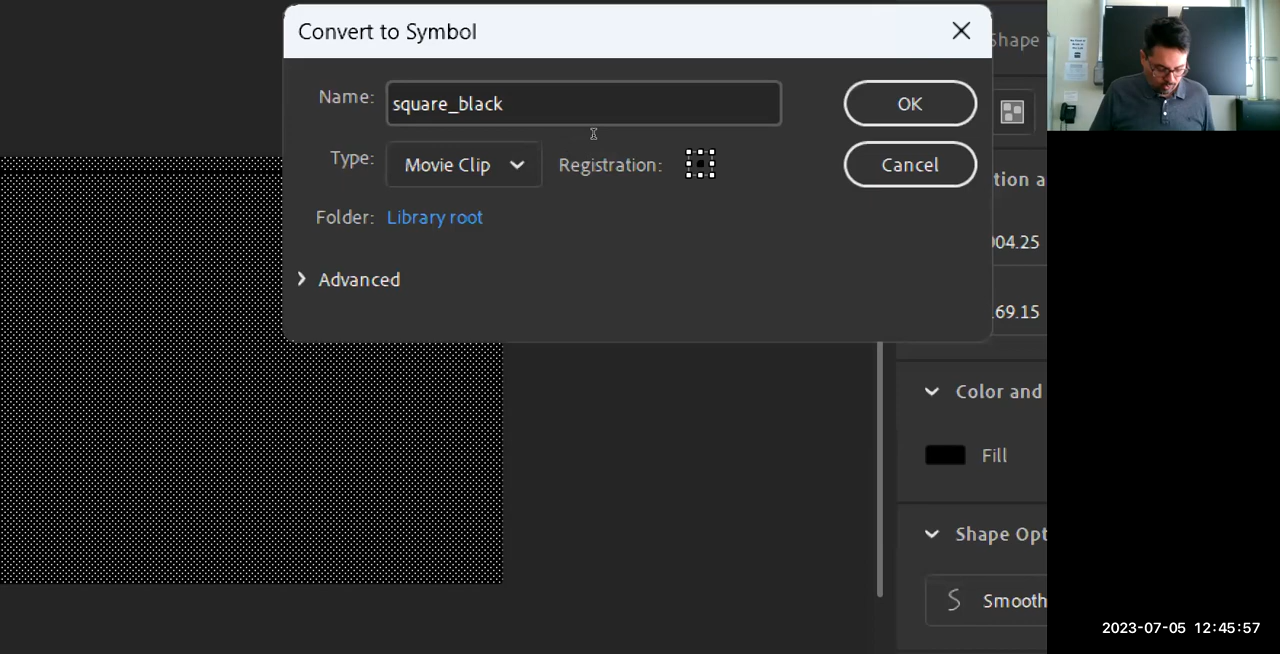 Convert to Symbol
Shape
Name: square_black
OK
Type: Movie Clip
Registration:
Cancel
Folder: Library root
Advanced
tion a
04.25
69.15
Color and
Fill
Shape Opt
Smooth
2023-07-05 12:45:57